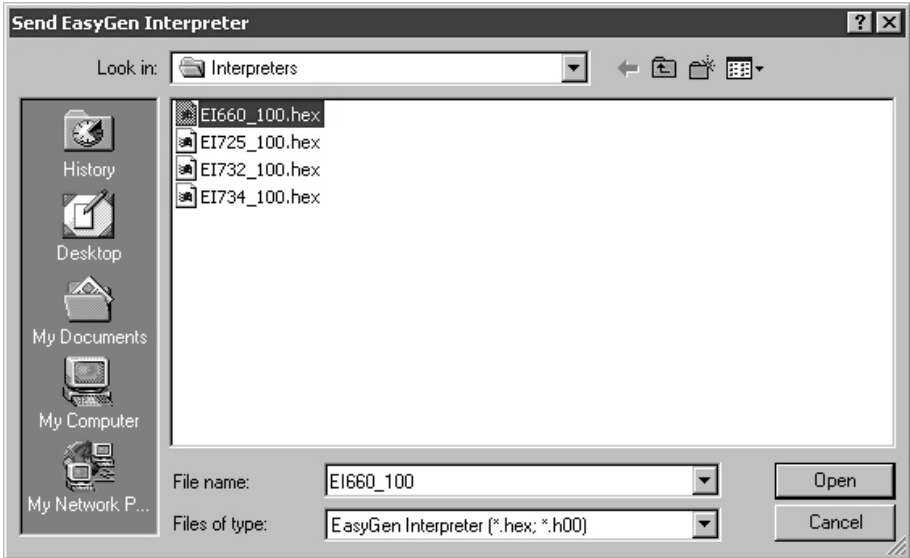 Send EasyGen Interpreter
Look in: Interpreters
History
Desktop
My Documents
My Computer
My Network P...
EI660_100.hex
EI725_100.hex
EI732_100.hex
EI734_100.hex
File name: EI660_100 Open
Files of type: EasyGen Interpreter (*.hex; *.h00) Cancel